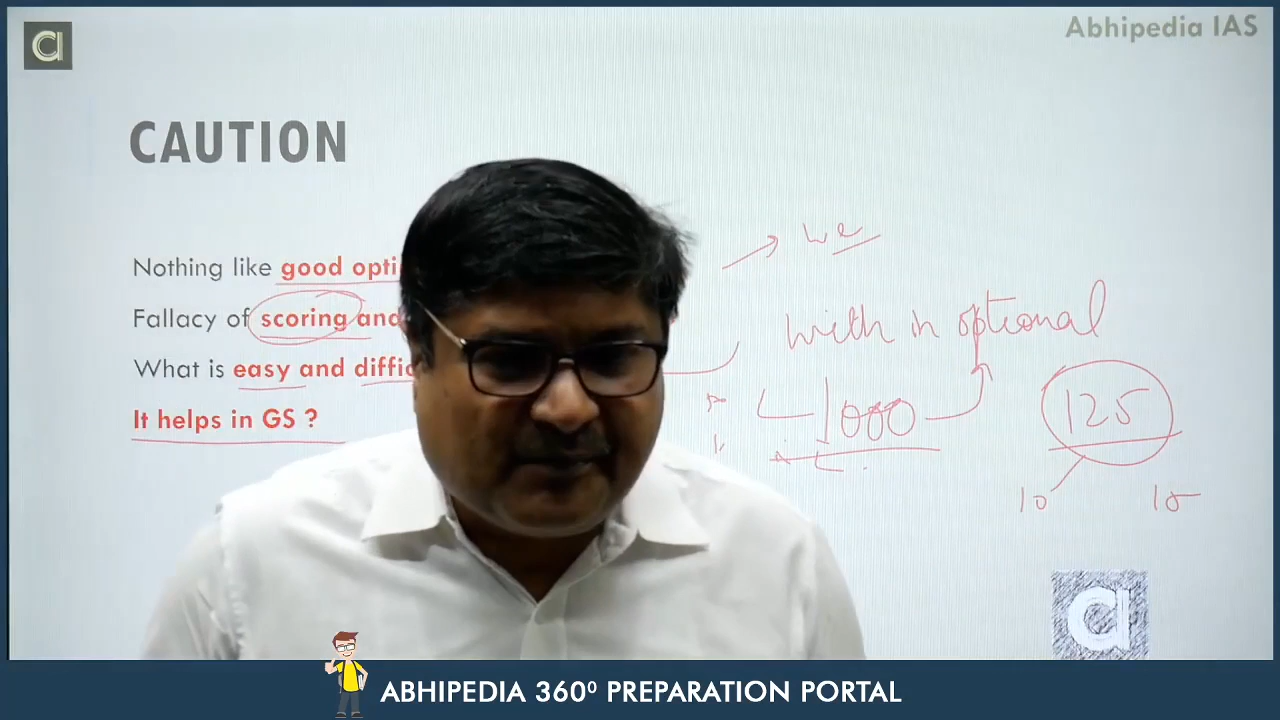 Abhipedia IAS
CAUTION
Nothing like good opti
Fallacy of scoring and
What is easy and diffic
It helps in GS ?
we
with in optional
1000
125
10
ABHIPEDIA 360⁰ PREPARATION PORTAL